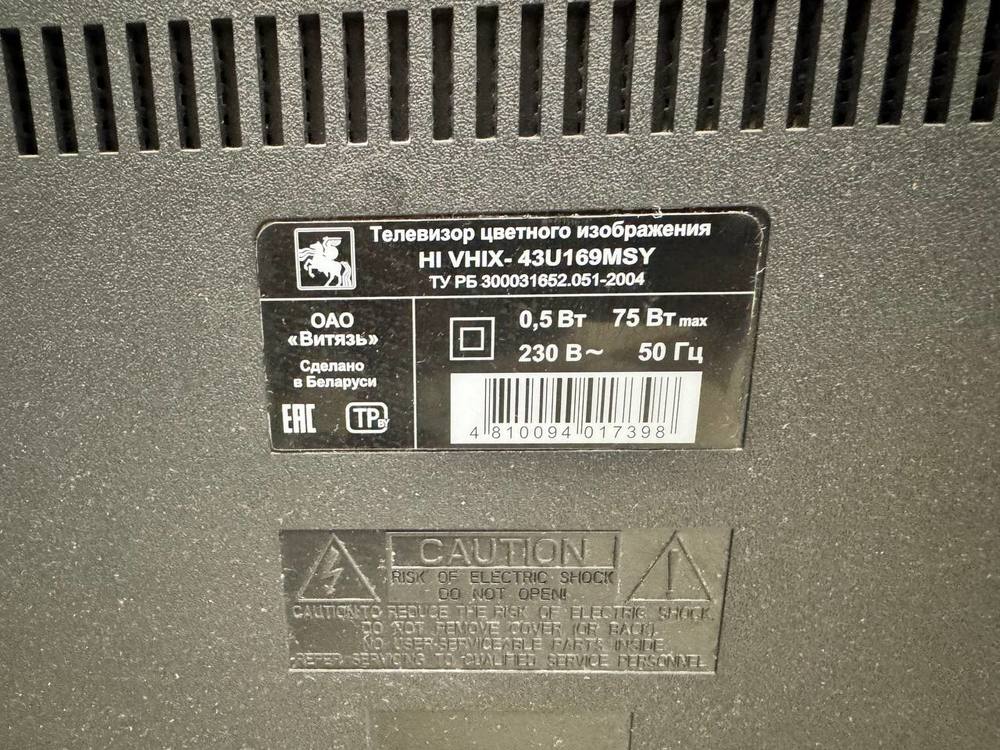 Телевизор цветного изображения
HI VHIX- 43U169MSY
ТУ РБ 300031652.051-2004
ОАО
«Витязь»
Сделано
в Беларуси
EAC TP BY
0,5 Вт 75 Вт max
230 В~ 50 Гц
4 810094 017398
CAUTION
RISK OF ELECTRIC SHOCK
DO NOT OPEN!
CAUTION:TO REDUCE THE RISK OF ELECTRIC SHOCK,
DO NOT REMOVE COVER (OR BACK).
NO USER-SERVICEABLE PARTS INSIDE.
REFER SERVICING TO QUALIFIED SERVICE PERSONNEL.